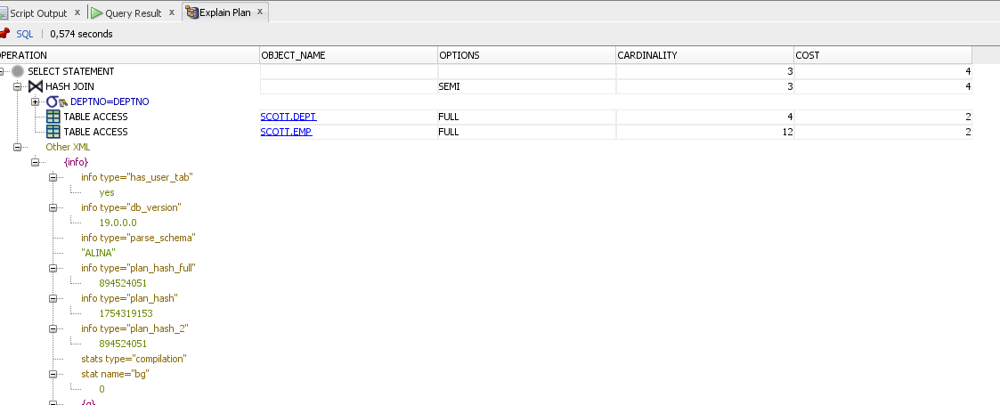 Script Output x Query Result x Explain Plan x
SQL 0,574 seconds
OPERATION OBJECT_NAME OPTIONS CARDINALITY COST
SELECT STATEMENT 3 4
HASH JOIN SEMI 3 4
DEPTNO=DEPTNO
TABLE ACCESS SCOTT.DEPT FULL 4 2
TABLE ACCESS SCOTT.EMP FULL 12 2
Other XML
{info}
info type="has_user_tab"
yes
info type="db_version"
19.0.0.0
info type="parse_schema"
"ALINA"
info type="plan_hash_full"
894524051
info type="plan_hash"
1754319153
info type="plan_hash_2"
894524051
stats type="compilation"
stat name="bg"
0